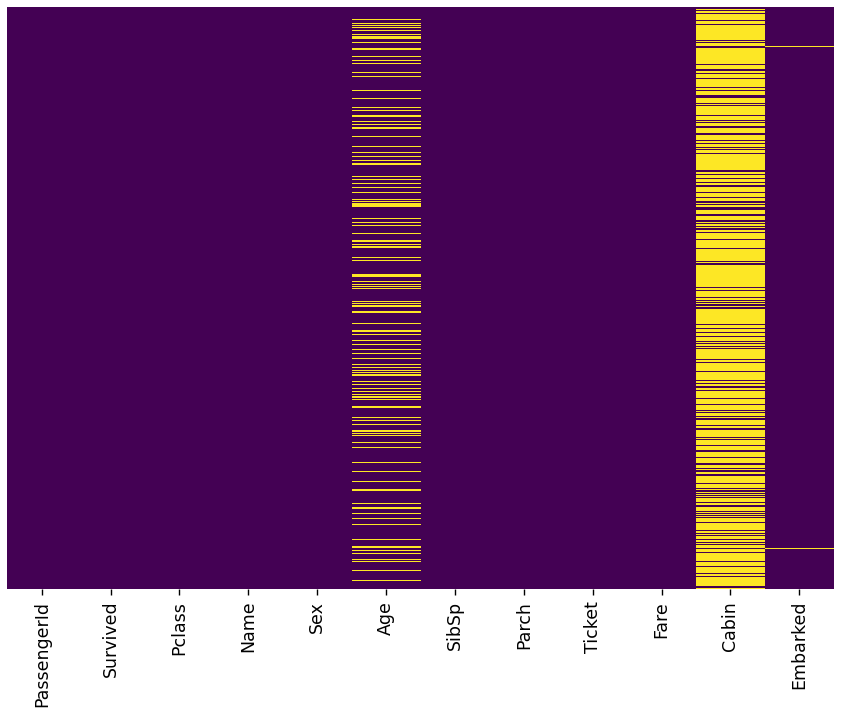 PassengerId
Survived
Pclass
Name
Sex
Age
SibSp
Parch
Ticket
Fare
Cabin
Embarked